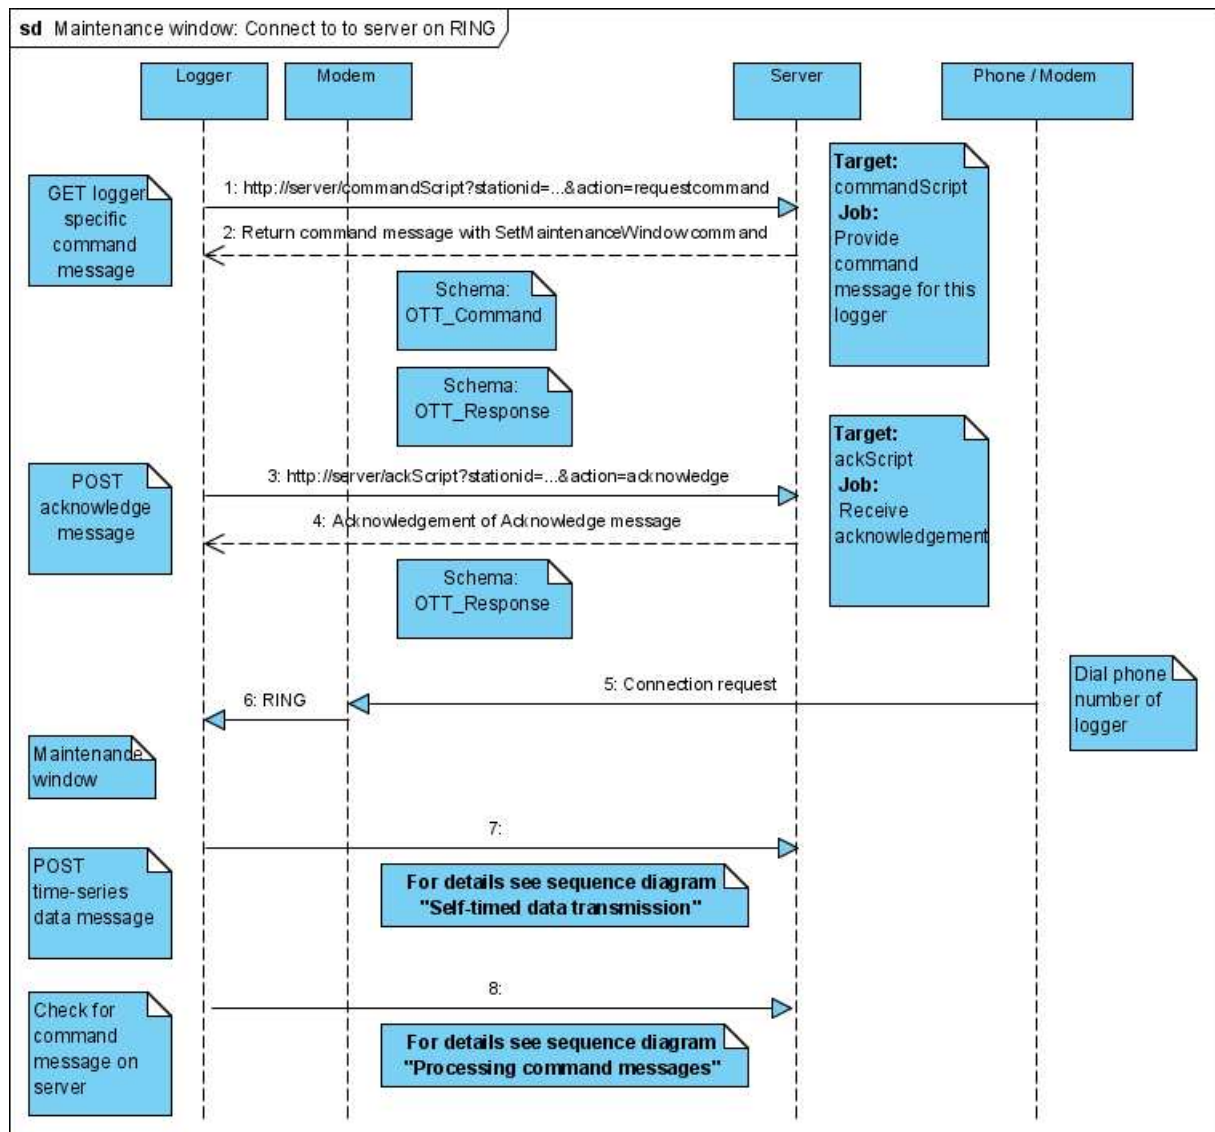 sd Maintenance window: Connect to to server on RING
Logger
Modem
Server
Phone / Modem
GET logger
specific
command
message
1: http://server/commandScript?stationid=...&action=requestcommand
2: Return command message with SetMaintenanceWindow command
Target:
commandScript
Job:
Provide
command
message for this
logger
Schema:
OTT_Command
Schema:
OTT_Response
POST
acknowledge
message
3: http://server/ackScript?stationid=...&action=acknowledge
4: Acknowledgement of Acknowledge message
Target:
ackScript
Job:
Receive
acknowledgement
Schema:
OTT_Response
5: Connection request
6: RING
Dial phone
number of
logger
Maintenance
window
7:
POST
time-series
data message
For details see sequence diagram
"Self-timed data transmission"
8:
Check for
command
message on
server
For details see sequence diagram
"Processing command messages"